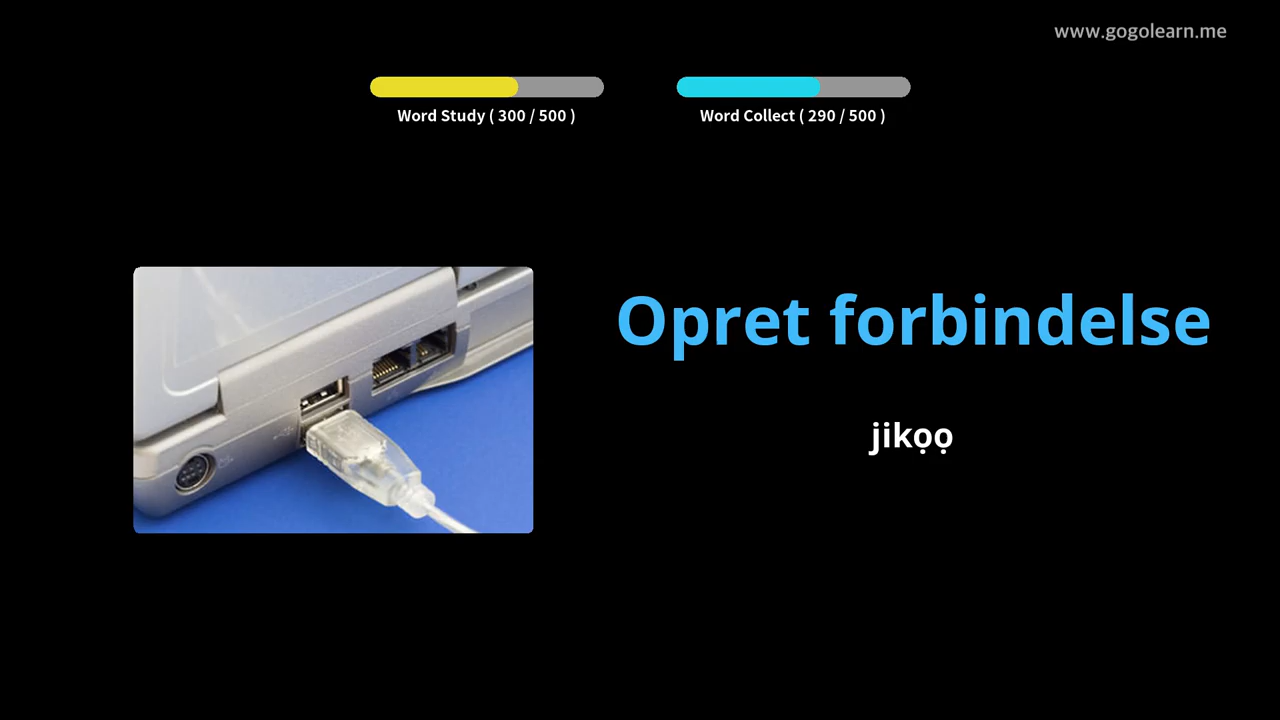 www.gogolearn.me
Word Study ( 300 / 500 )
Word Collect ( 290 / 500 )
Opret forbindelse
jikọọ